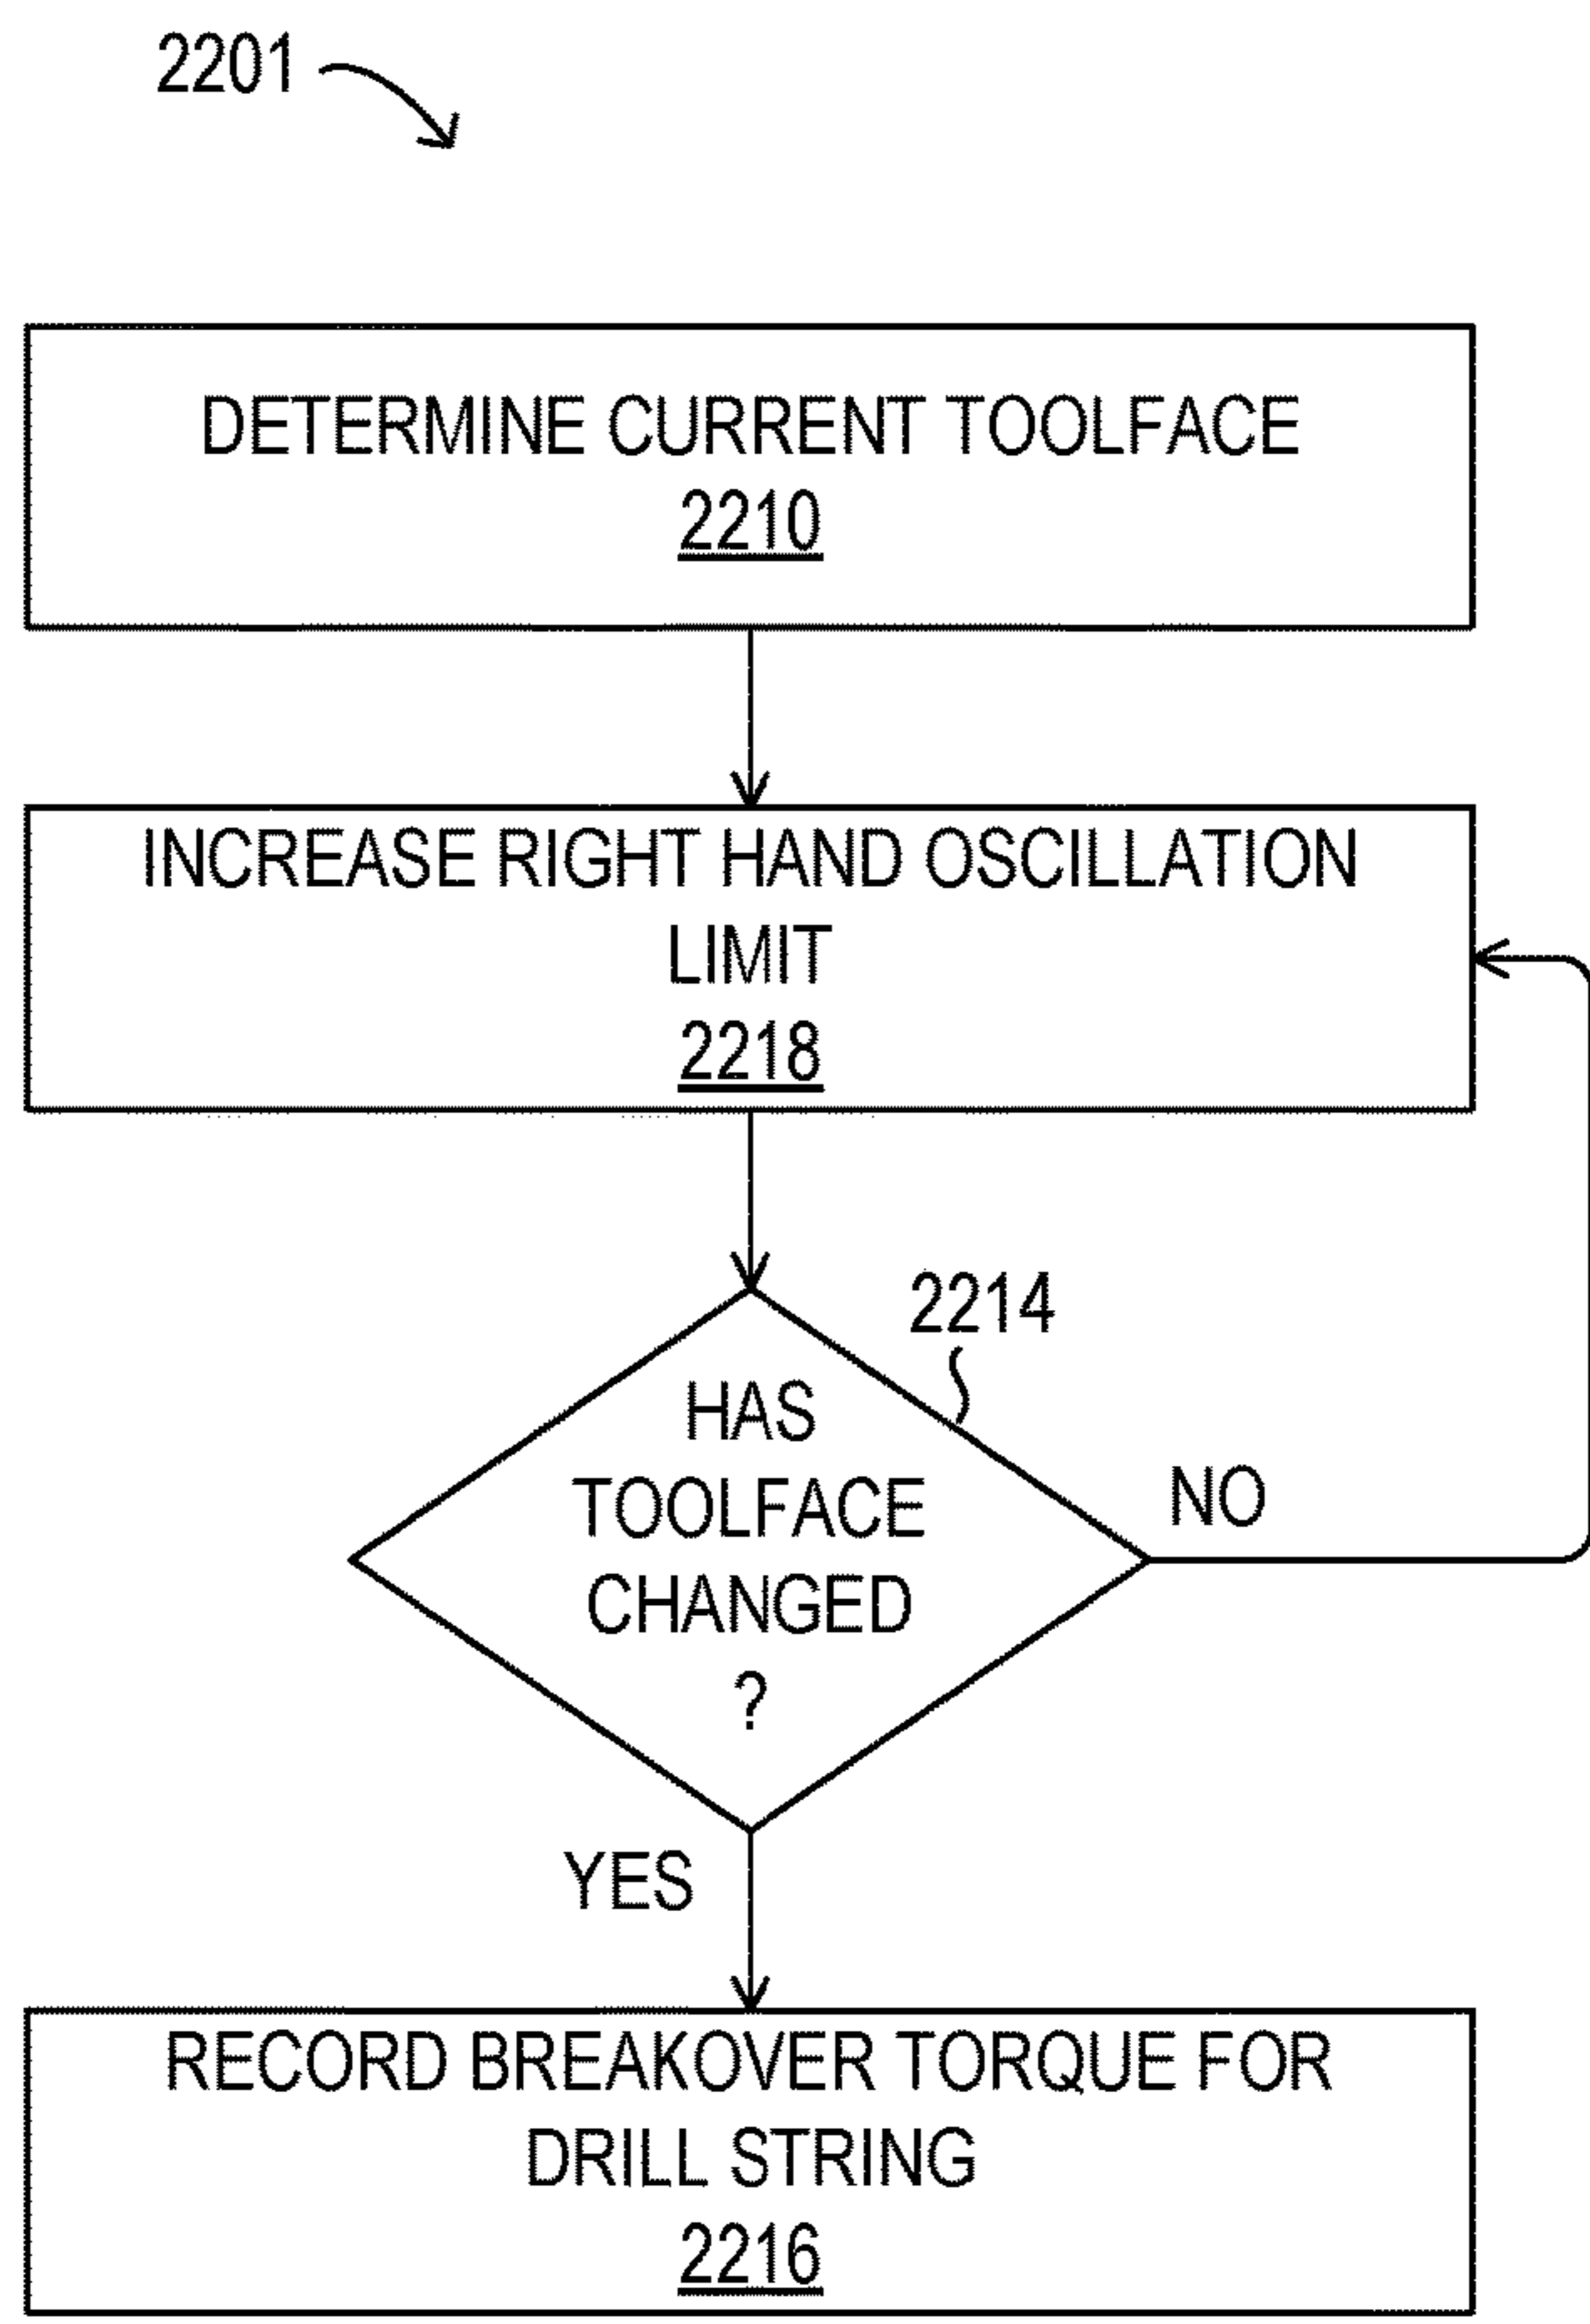 2201
DETERMINE CURRENT TOOLFACE
2210
INCREASE RIGHT HAND OSCILLATION
LIMIT
2218
2214
HAS
TOOLFACE
CHANGED
?
NO
YES
RECORD BREAKOVER TORQUE FOR
DRILL STRING
2216